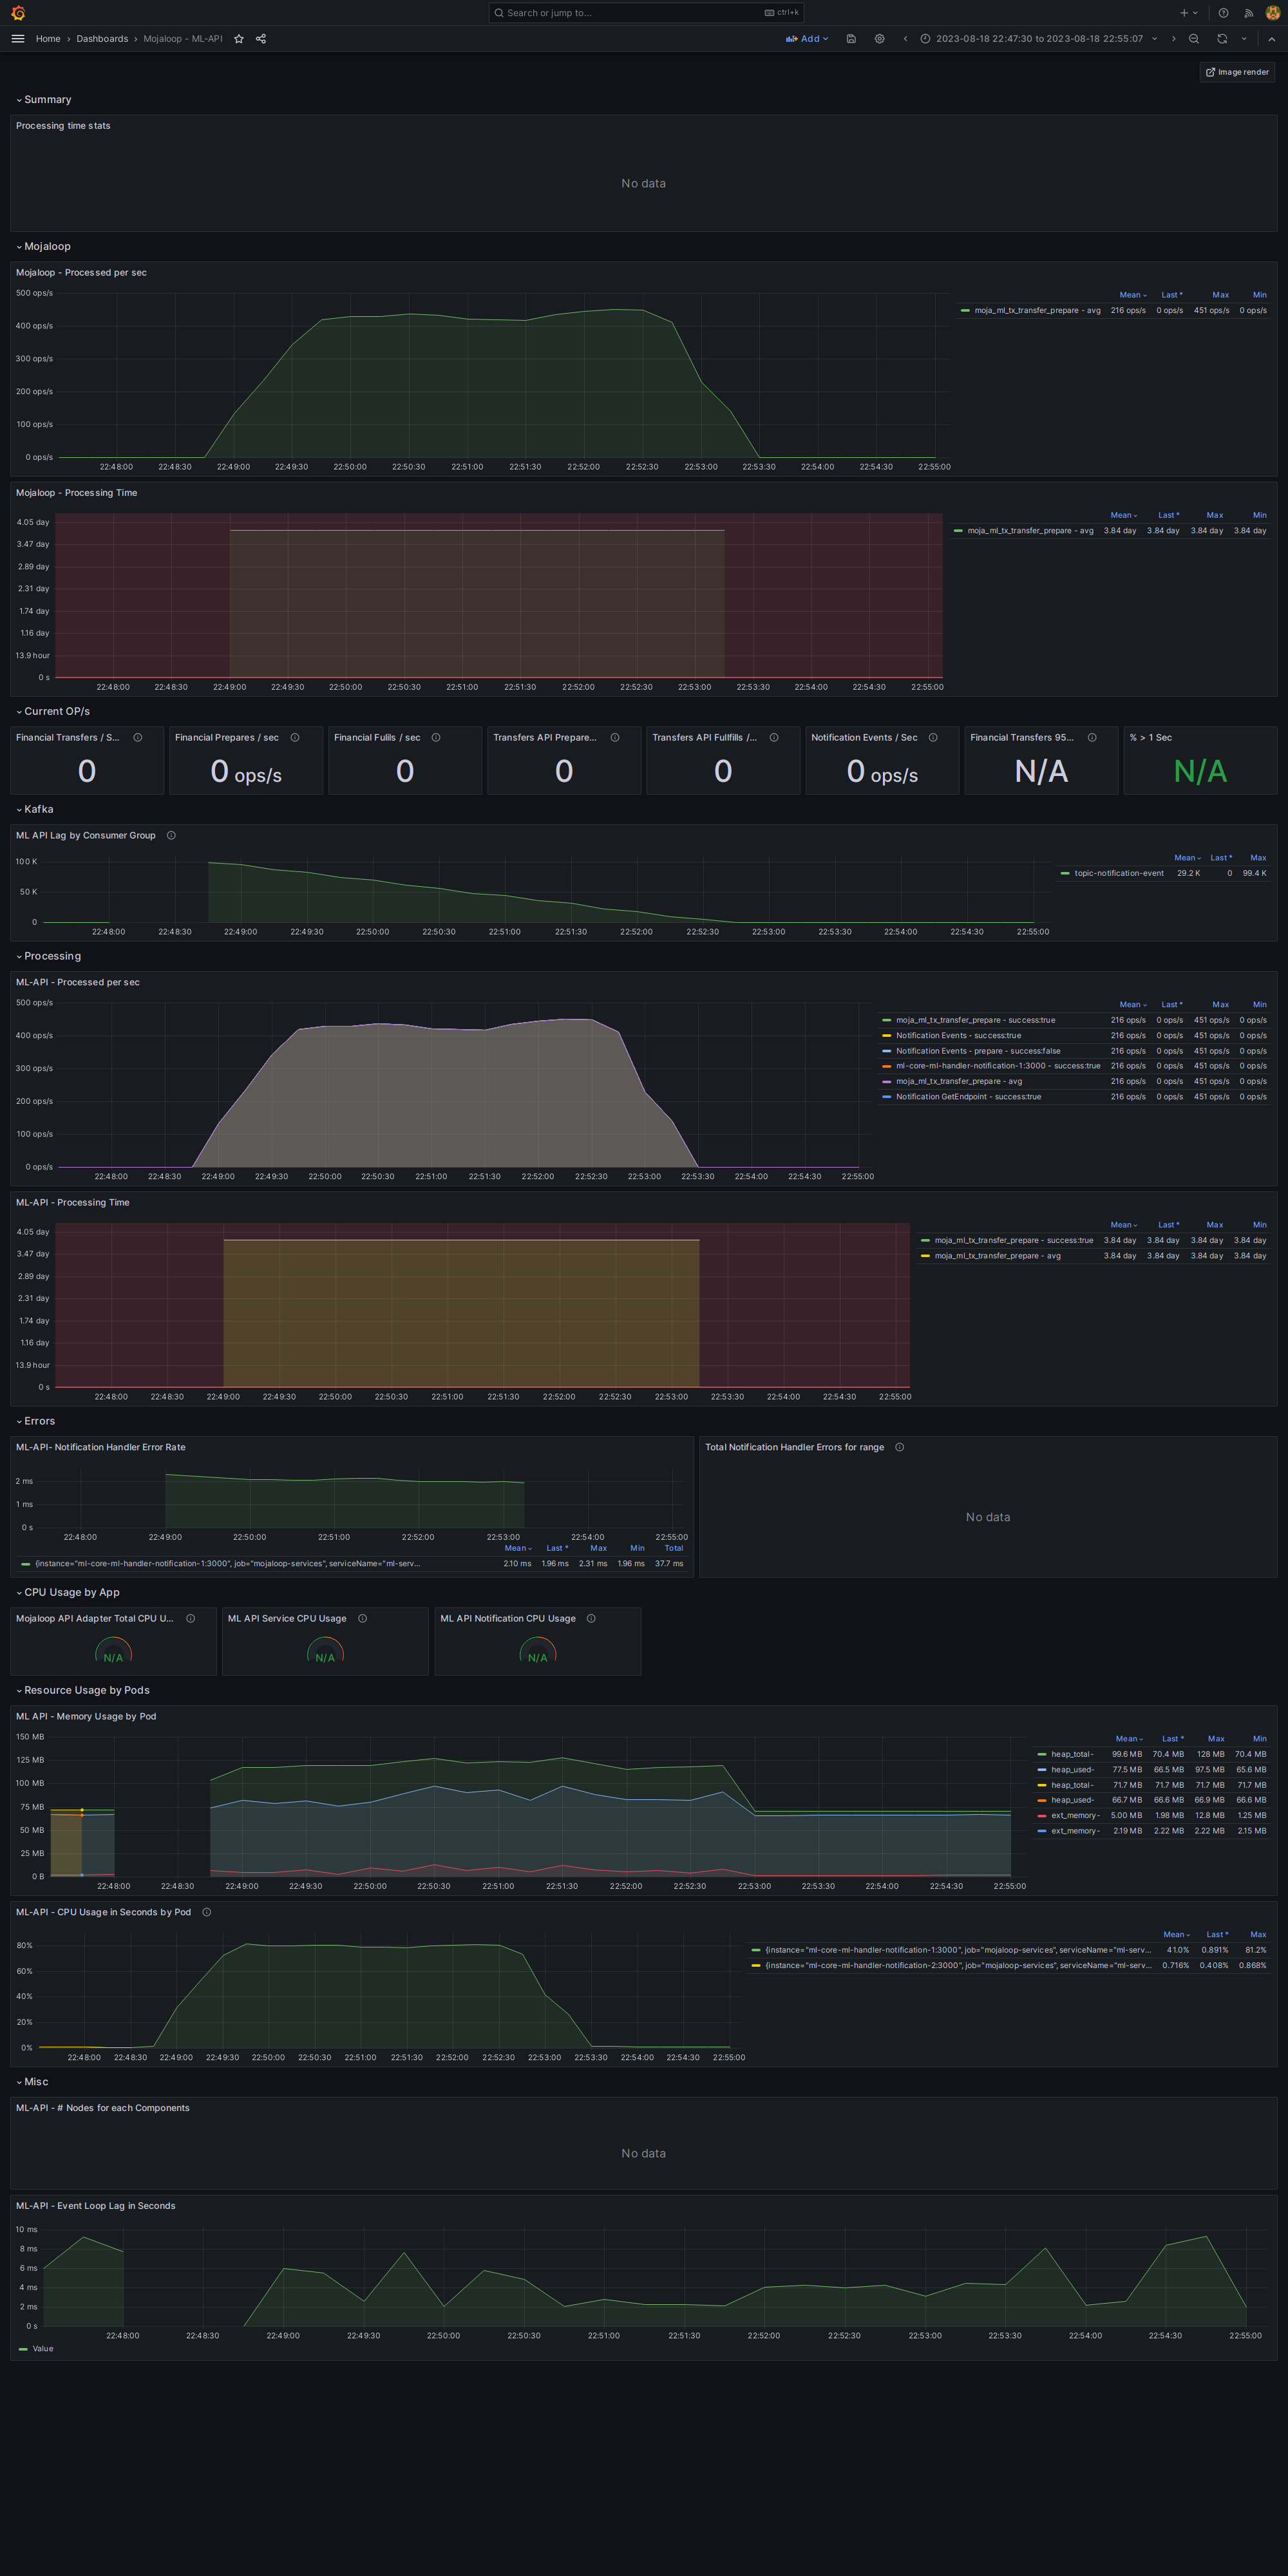 Search or jump to... ctrl+k
Home › Dashboards › Mojaloop - ML-API Add 2023-08-18 22:47:30 to 2023-08-18 22:55:07
Image render
Summary
Processing time stats
No data
Mojaloop
Mojaloop - Processed per sec
500 ops/s
400 ops/s
300 ops/s
200 ops/s
100 ops/s
0 ops/s
22:48:00 22:48:30 22:49:00 22:49:30 22:50:00 22:50:30 22:51:00 22:51:30 22:52:00 22:52:30 22:53:00 22:53:30 22:54:00 22:54:30 22:55:00
Mean Last * Max Min
moja_ml_tx_transfer_prepare - avg 216 ops/s 0 ops/s 451 ops/s 0 ops/s
Mojaloop - Processing Time
4.05 day
3.47 day
2.89 day
2.31 day
1.74 day
1.16 day
13.9 hour
0 s
22:48:00 22:48:30 22:49:00 22:49:30 22:50:00 22:50:30 22:51:00 22:51:30 22:52:00 22:52:30 22:53:00 22:53:30 22:54:00 22:54:30 22:55:00
Mean Last * Max Min
moja_ml_tx_transfer_prepare - avg 3.84 day 3.84 day 3.84 day 3.84 day
Current OP/s
Financial Transfers / S... Financial Prepares / sec Financial Fulils / sec Transfers API Prepare... Transfers API Fullfills /... Notification Events / Sec Financial Transfers 95... % > 1 Sec
0 0 ops/s 0 0 0 0 ops/s N/A N/A
Kafka
ML API Lag by Consumer Group
100 K
50 K
0
22:48:00 22:48:30 22:49:00 22:49:30 22:50:00 22:50:30 22:51:00 22:51:30 22:52:00 22:52:30 22:53:00 22:53:30 22:54:00 22:54:30 22:55:00
Mean Last * Max
topic-notification-event 29.2 K 0 99.4 K
Processing
ML-API - Processed per sec
500 ops/s
400 ops/s
300 ops/s
200 ops/s
100 ops/s
0 ops/s
22:48:00 22:48:30 22:49:00 22:49:30 22:50:00 22:50:30 22:51:00 22:51:30 22:52:00 22:52:30 22:53:00 22:53:30 22:54:00 22:54:30 22:55:00
Mean Last * Max Min
moja_ml_tx_transfer_prepare - success:true 216 ops/s 0 ops/s 451 ops/s 0 ops/s
Notification Events - success:true 216 ops/s 0 ops/s 451 ops/s 0 ops/s
Notification Events - prepare - success:false 216 ops/s 0 ops/s 451 ops/s 0 ops/s
ml-core-ml-handler-notification-1:3000 - success:true 216 ops/s 0 ops/s 451 ops/s 0 ops/s
moja_ml_tx_transfer_prepare - avg 216 ops/s 0 ops/s 451 ops/s 0 ops/s
Notification GetEndpoint - success:true 216 ops/s 0 ops/s 451 ops/s 0 ops/s
ML-API - Processing Time
4.05 day
3.47 day
2.89 day
2.31 day
1.74 day
1.16 day
13.9 hour
0 s
22:48:00 22:48:30 22:49:00 22:49:30 22:50:00 22:50:30 22:51:00 22:51:30 22:52:00 22:52:30 22:53:00 22:53:30 22:54:00 22:54:30 22:55:00
Mean Last * Max Min
moja_ml_tx_transfer_prepare - success:true 3.84 day 3.84 day 3.84 day 3.84 day
moja_ml_tx_transfer_prepare - avg 3.84 day 3.84 day 3.84 day 3.84 day
Errors
ML-API- Notification Handler Error Rate
2 ms
1 ms
0 s
22:48:00 22:49:00 22:50:00 22:51:00 22:52:00 22:53:00 22:54:00 22:55:00
Mean Last * Max Min Total
{instance="ml-core-ml-handler-notification-1:3000", job="mojaloop-services", serviceName="ml-serv... 2.10 ms 1.96 ms 2.31 ms 1.96 ms 37.7 ms
Total Notification Handler Errors for range
No data
CPU Usage by App
Mojaloop API Adapter Total CPU U... ML API Service CPU Usage ML API Notification CPU Usage
N/A N/A N/A
Resource Usage by Pods
ML API - Memory Usage by Pod
150 MB
125 MB
100 MB
75 MB
50 MB
25 MB
0 B
22:48:00 22:48:30 22:49:00 22:49:30 22:50:00 22:50:30 22:51:00 22:51:30 22:52:00 22:52:30 22:53:00 22:53:30 22:54:00 22:54:30 22:55:00
Mean Last * Max Min
heap_total- 99.6 MB 70.4 MB 128 MB 70.4 MB
heap_used- 77.5 MB 66.5 MB 97.5 MB 65.6 MB
heap_total- 71.7 MB 71.7 MB 71.7 MB 71.7 MB
heap_used- 66.7 MB 66.6 MB 66.9 MB 66.6 MB
ext_memory- 5.00 MB 1.98 MB 12.8 MB 1.25 MB
ext_memory- 2.19 MB 2.22 MB 2.22 MB 2.15 MB
ML-API - CPU Usage in Seconds by Pod
80%
60%
40%
20%
0%
22:48:00 22:48:30 22:49:00 22:49:30 22:50:00 22:50:30 22:51:00 22:51:30 22:52:00 22:52:30 22:53:00 22:53:30 22:54:00 22:54:30 22:55:00
Mean Last * Max
{instance="ml-core-ml-handler-notification-1:3000", job="mojaloop-services", serviceName="ml-serv... 41.0% 0.891% 81.2%
{instance="ml-core-ml-handler-notification-2:3000", job="mojaloop-services", serviceName="ml-serv... 0.716% 0.408% 0.868%
Misc
ML-API - # Nodes for each Components
No data
ML-API - Event Loop Lag in Seconds
10 ms
8 ms
6 ms
4 ms
2 ms
0 s
22:48:00 22:48:30 22:49:00 22:49:30 22:50:00 22:50:30 22:51:00 22:51:30 22:52:00 22:52:30 22:53:00 22:53:30 22:54:00 22:54:30 22:55:00
Value